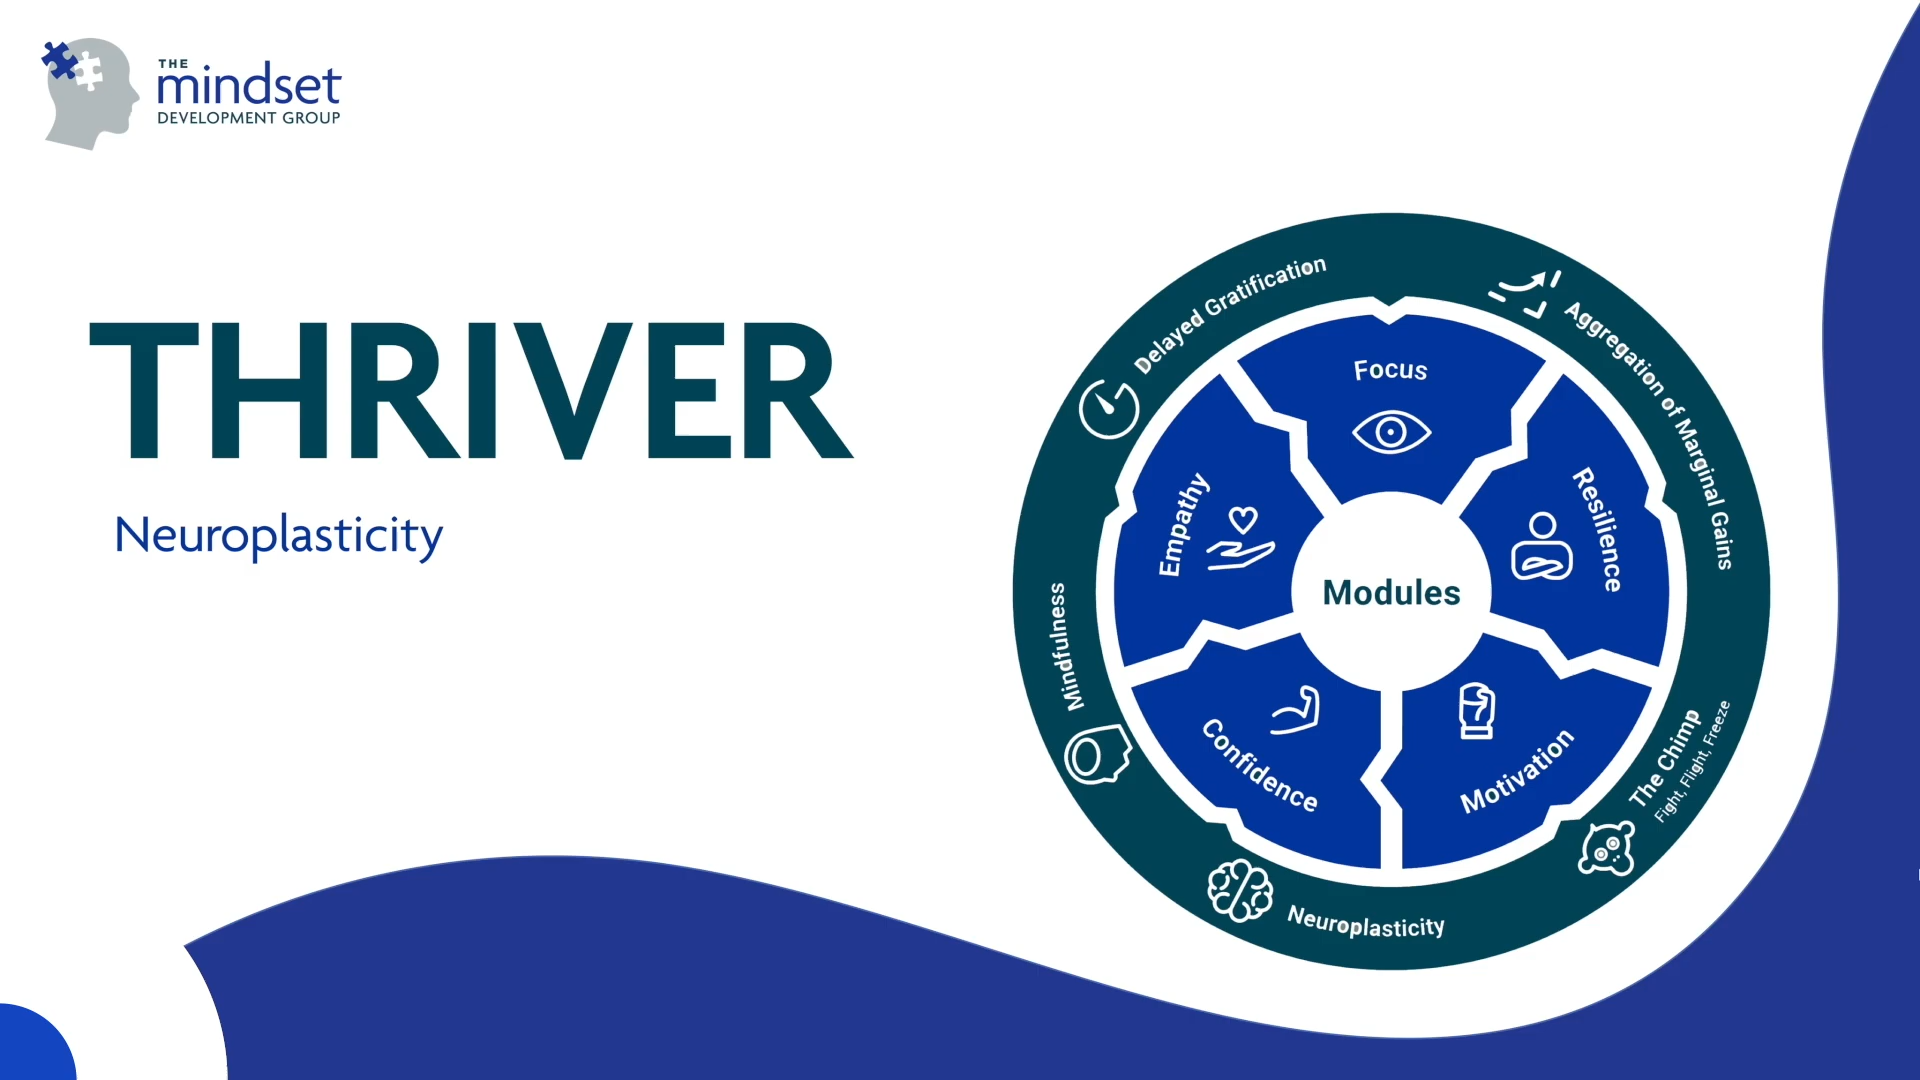 THE
mindset
DEVELOPMENT GROUP
THRIVER
Neuroplasticity
Delayed Gratification
Aggregation of Marginal Gains
Focus
Empathy
Resilience
Modules
Mindfulness
Confidence
Motivation
The Chimp
Fight, Flight, Freeze
Neuroplasticity